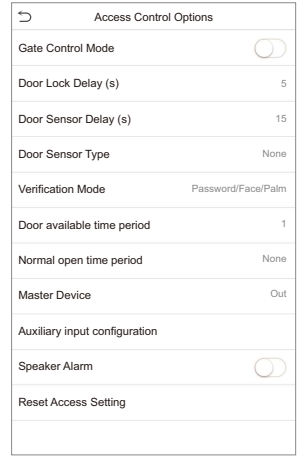 Access Control Options
Gate Control Mode
Door Lock Delay (s) 5
Door Sensor Delay (s) 15
Door Sensor Type None
Verification Mode Password/Face/Palm
Door available time period 1
Normal open time period None
Master Device Out
Auxiliary input configuration
Speaker Alarm
Reset Access Setting